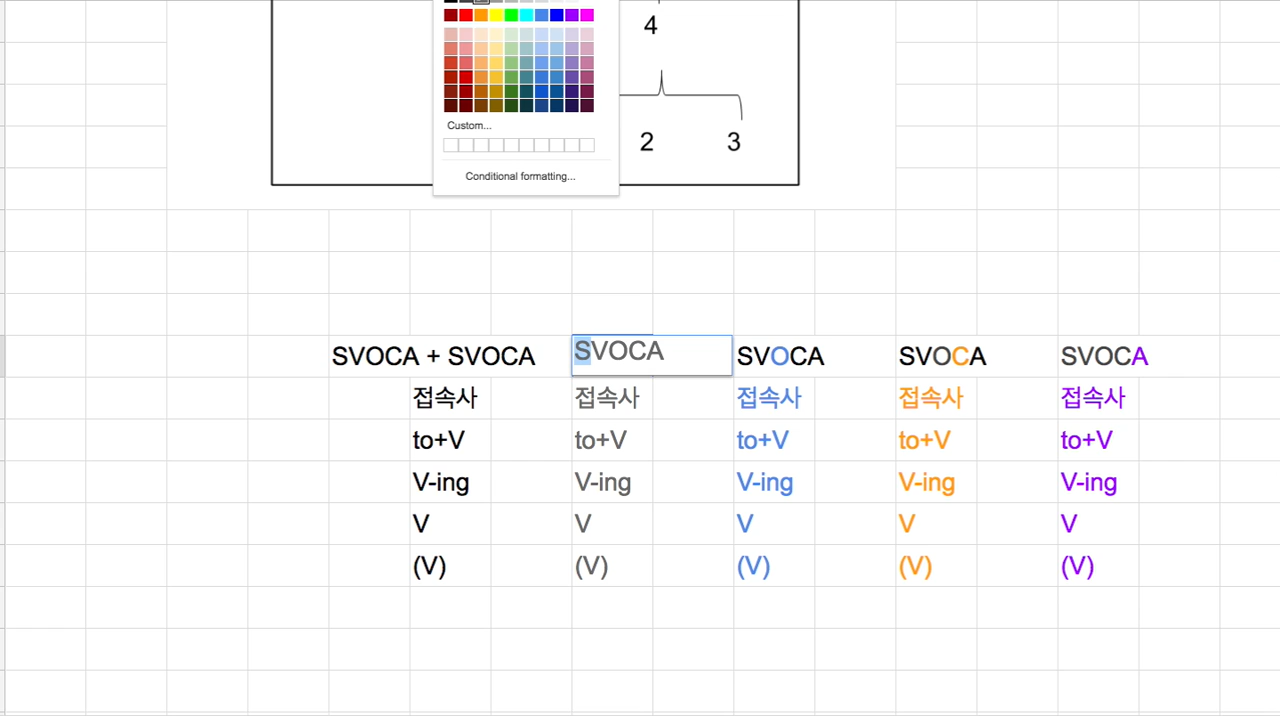 4
2 3
Custom...
Conditional formatting...
SVOCA + SVOCA SVOCA SVOCA SVOCA SVOCA
접속사 접속사 접속사 접속사 접속사
to+V to+V to+V to+V to+V
V-ing V-ing V-ing V-ing V-ing
V V V V V
(V) (V) (V) (V) (V)